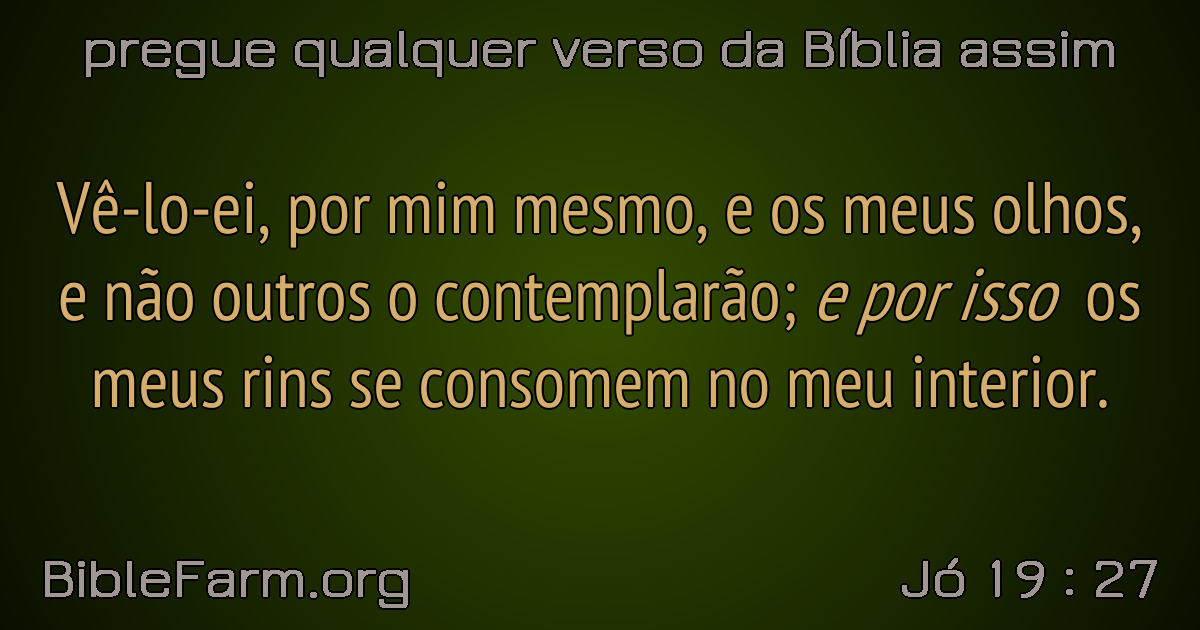 pregue qualquer verso da Bíblia assim
Vê-lo-ei, por mim mesmo, e os meus olhos,
e não outros o contemplarão; e por isso os
meus rins se consomem no meu interior.
BibleFarm.org
Jó 19 : 27